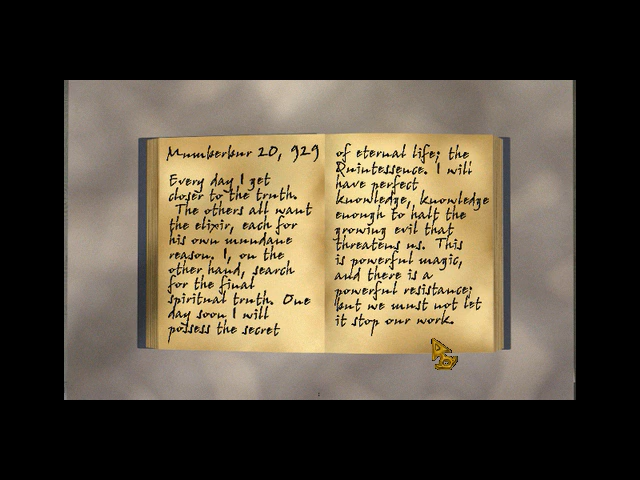 Mumberbur 20, 929
Every day I get
closer to the truth.
The others all want
the elixir, each for
his own mundane
reason. I, on the
other hand, search
for the final
spiritual truth. One
day soon I will
possess the secret
of eternal life; the
Quintessence. I will
have perfect
knowledge, knowledge
enough to halt the
growing evil that
threatens us. This
is powerful magic,
and there is a
powerful resistance;
but we must not let
it stop our work.